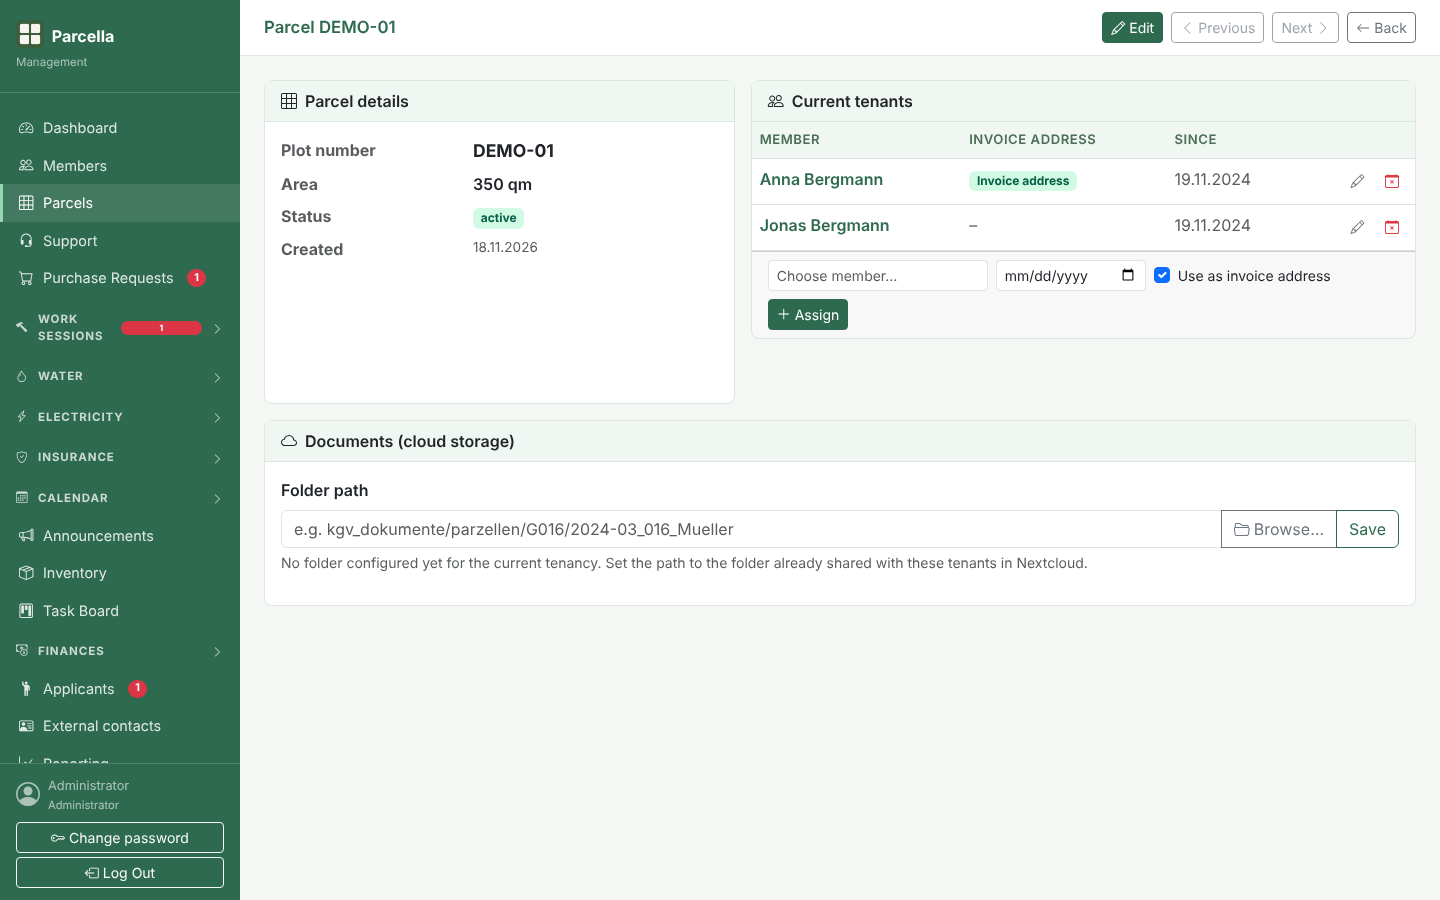 Parcella
Management
Dashboard
Members
Parcels
Support
Purchase Requests 1
WORK SESSIONS 1
WATER
ELECTRICITY
INSURANCE
CALENDAR
Announcements
Inventory
Task Board
FINANCES
Applicants 1
External contacts
Reporting
Administrator
Administrator
Change password
Log Out
Parcel DEMO-01
Edit
Previous
Next
Back
Parcel details
Plot number DEMO-01
Area 350 qm
Status active
Created 18.11.2026
Current tenants
MEMBER INVOICE ADDRESS SINCE
Anna Bergmann Invoice address 19.11.2024
Jonas Bergmann – 19.11.2024
Choose member... mm/dd/yyyy Use as invoice address
Assign
Documents (cloud storage)
Folder path
e.g. kgv_dokumente/parzellen/G016/2024-03_016_Mueller Browse... Save
No folder configured yet for the current tenancy. Set the path to the folder already shared with these tenants in Nextcloud.